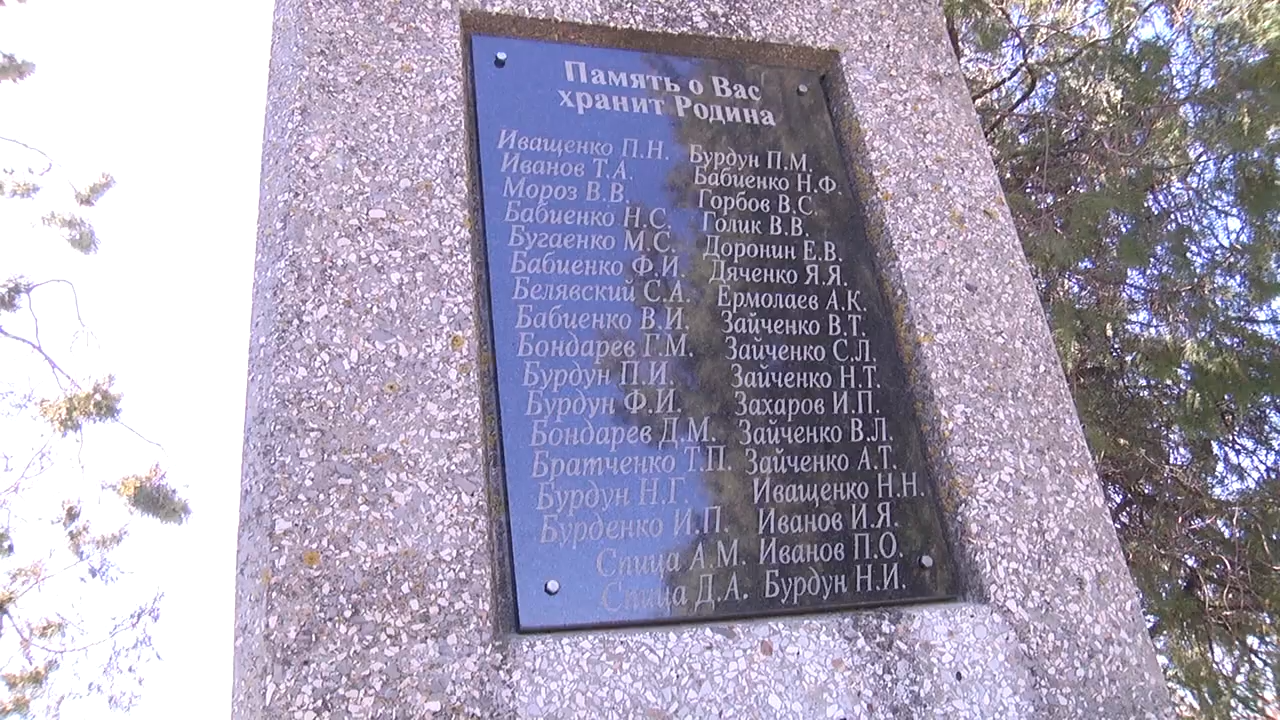 Память о Вас
хранит Родина
Иващенко П.Н.
Иванов Т.А.
Мороз В.В.
Бабиенко Н.С.
Бугаенко М.С.
Бабиенко Ф.И.
Белявский С.А.
Бабиенко В.И.
Бондарев Г.М.
Бурдун П.И.
Бурдун Ф.И.
Бондарев Д.М.
Братченко Т.П.
Бурдун Н.Г.
Бурденко И.П.
Спица А.М.
Спица Д.А.
Бурдун П.М.
Бабиенко Н.Ф.
Горбов В.С.
Голик В.В.
Доронин Е.В.
Дяченко Я.Я.
Ермолаев А.К.
Зайченко В.Т.
Зайченко С.Л.
Зайченко Н.Т.
Захаров И.П.
Зайченко В.Л.
Зайченко А.Т.
Иващенко Н.Н.
Иванов И.Я.
Иванов П.О.
Бурдун Н.И.